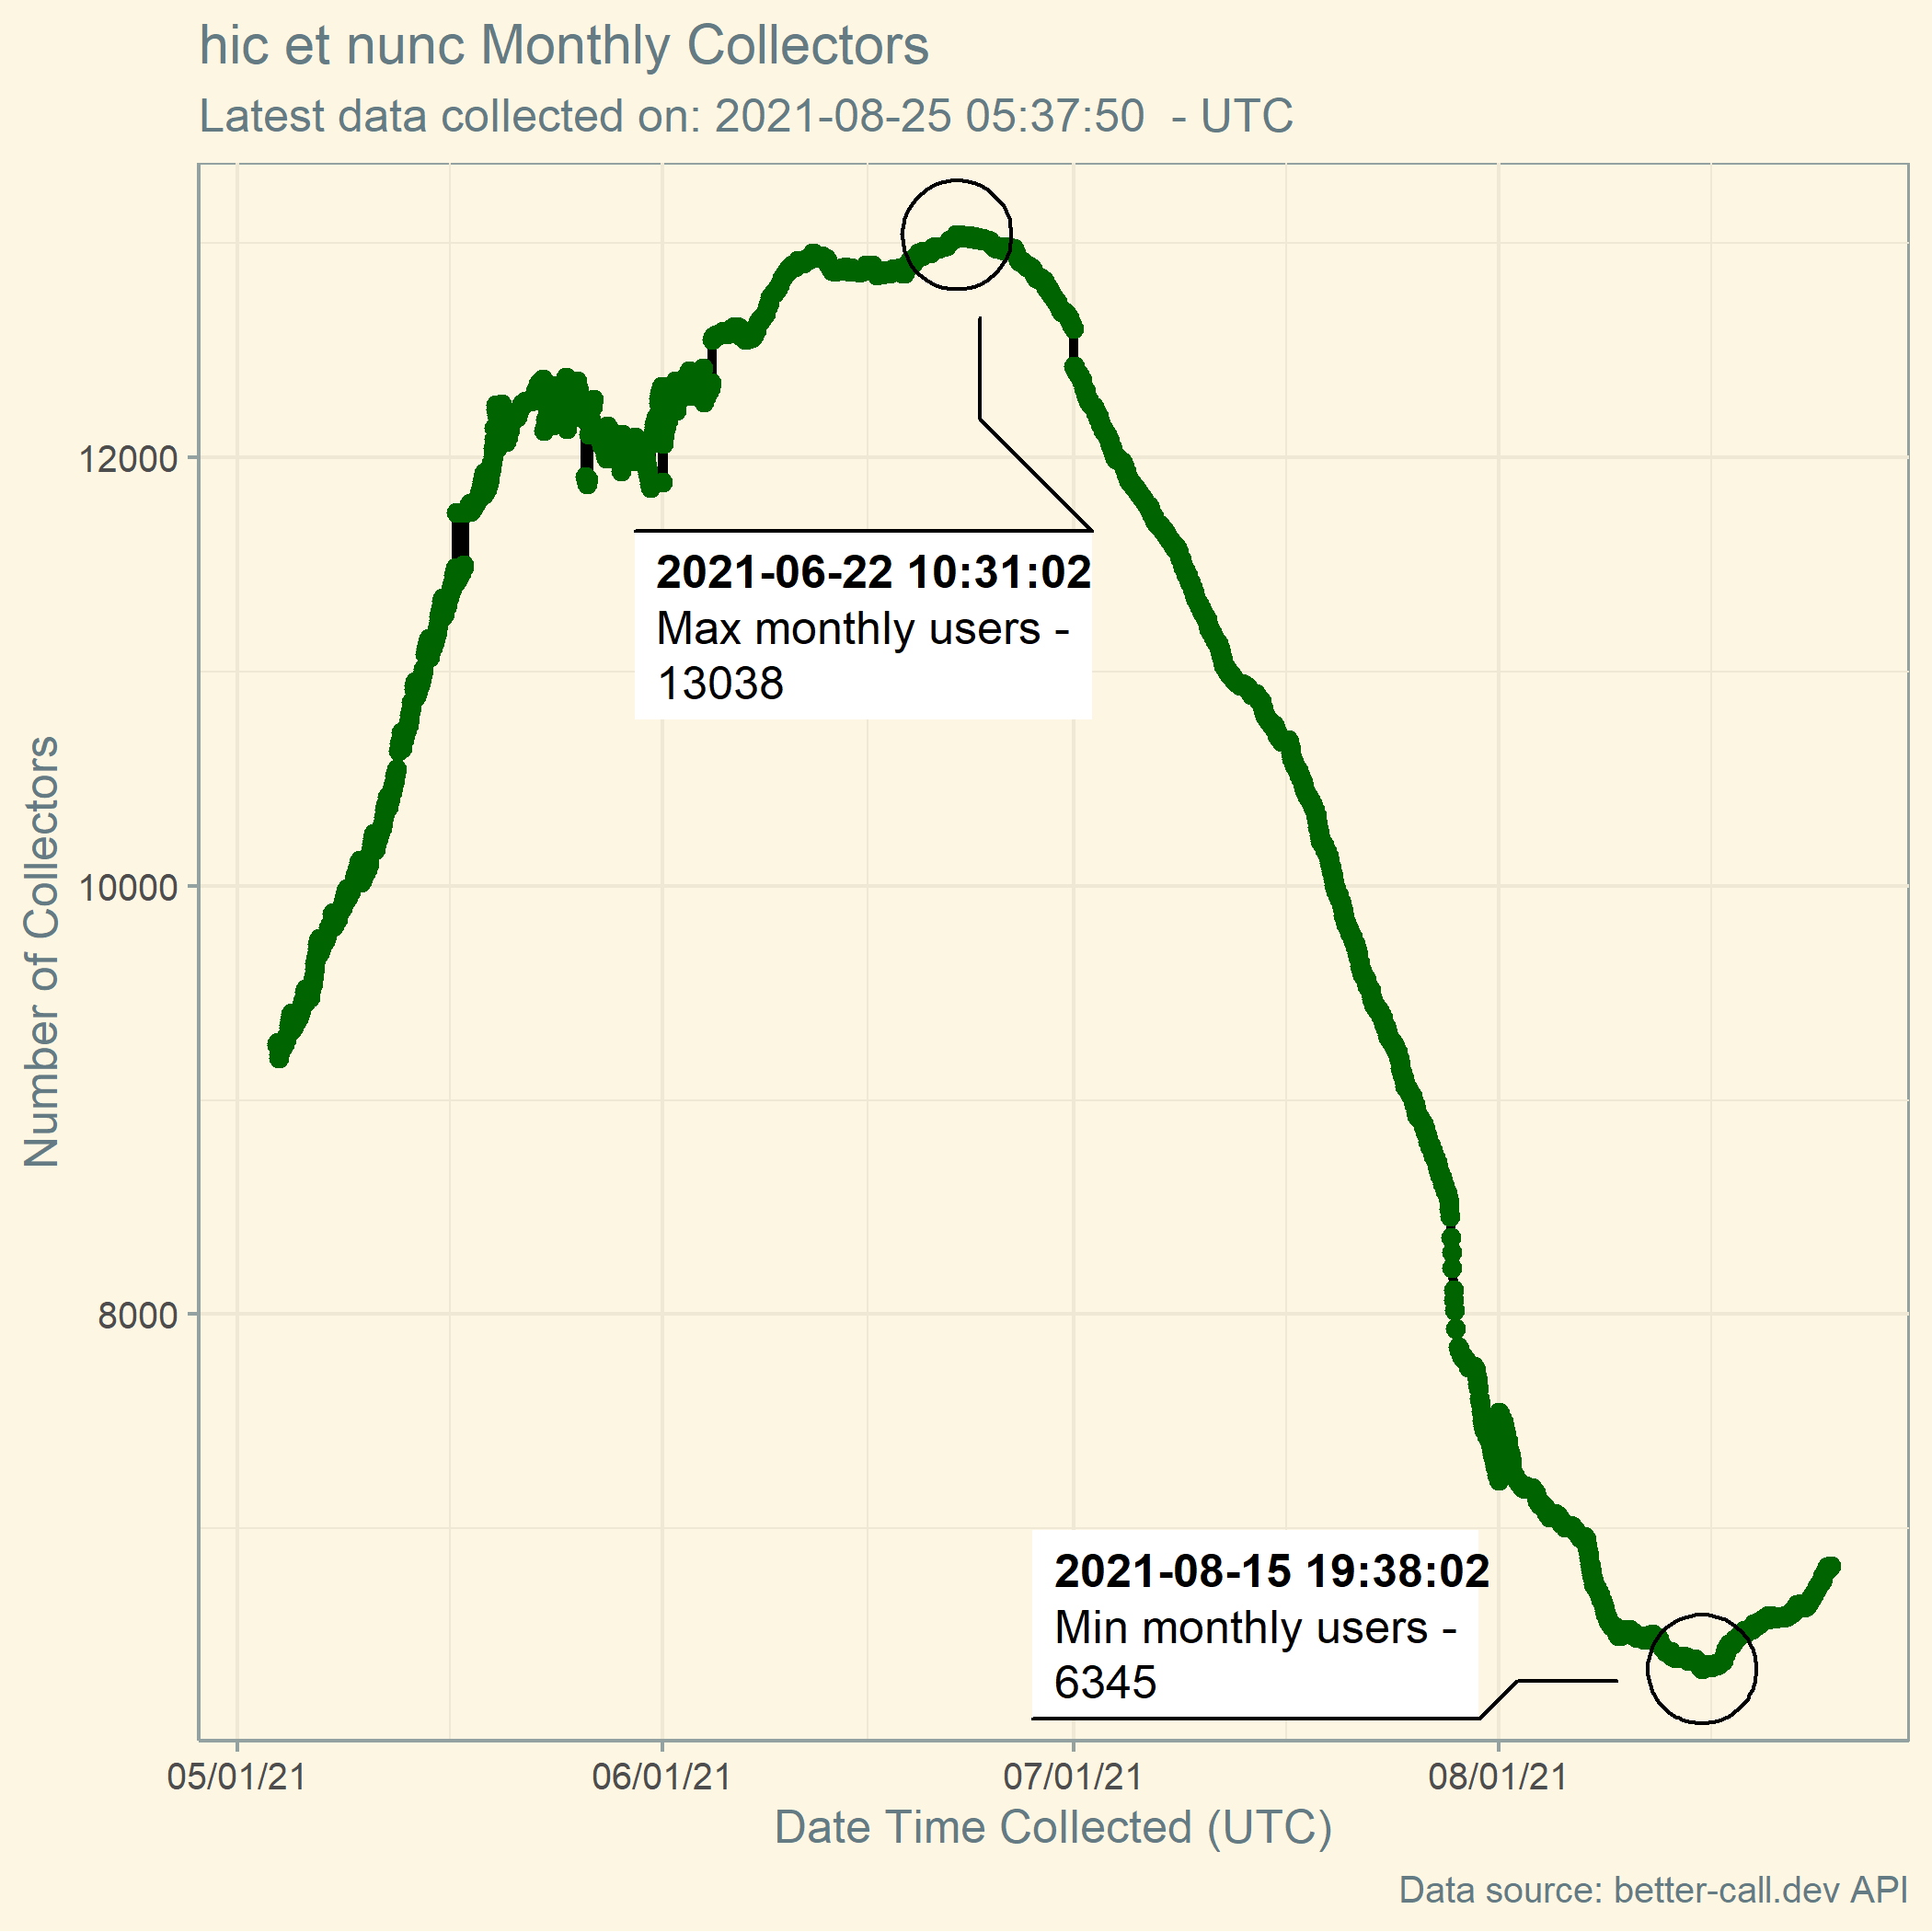 hic et nunc Monthly Collectors
Latest data collected on: 2021-08-25 05:37:50  - UTC
Number of Collectors
12000
10000
8000
2021-06-22 10:31:02
Max monthly users -
13038
2021-08-15 19:38:02
Min monthly users -
6345
05/01/21
06/01/21
07/01/21
08/01/21
Date Time Collected (UTC)
Data source: better-call.dev API